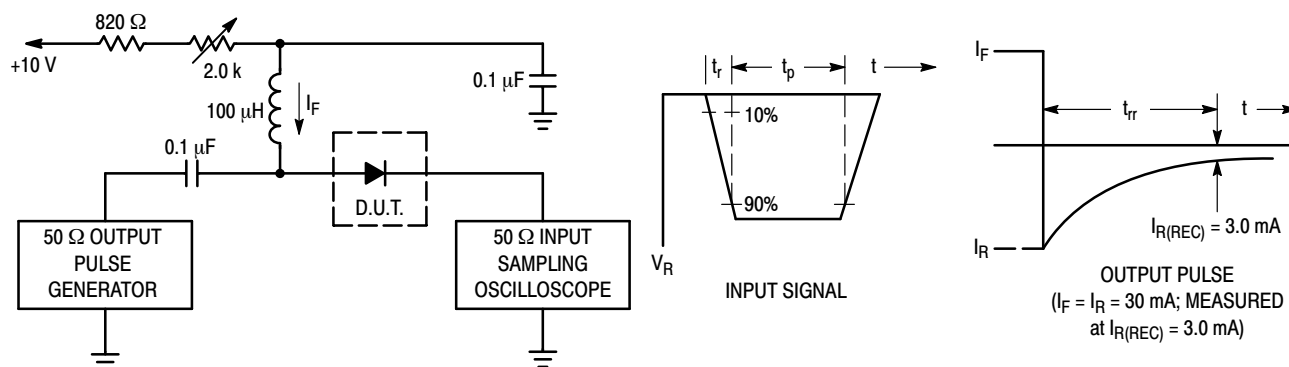 820 Ω
+10 V
2.0 k
100 μH
I_F
0.1 μF
0.1 μF
D.U.T.
50 Ω OUTPUT
PULSE
GENERATOR
50 Ω INPUT
SAMPLING
OSCILLOSCOPE
t_r
t_p
t
10%
90%
V_R
INPUT SIGNAL
I_F
t_rr
t
I_R(REC) = 3.0 mA
I_R
OUTPUT PULSE
(I_F = I_R = 30 mA; MEASURED
at I_R(REC) = 3.0 mA)